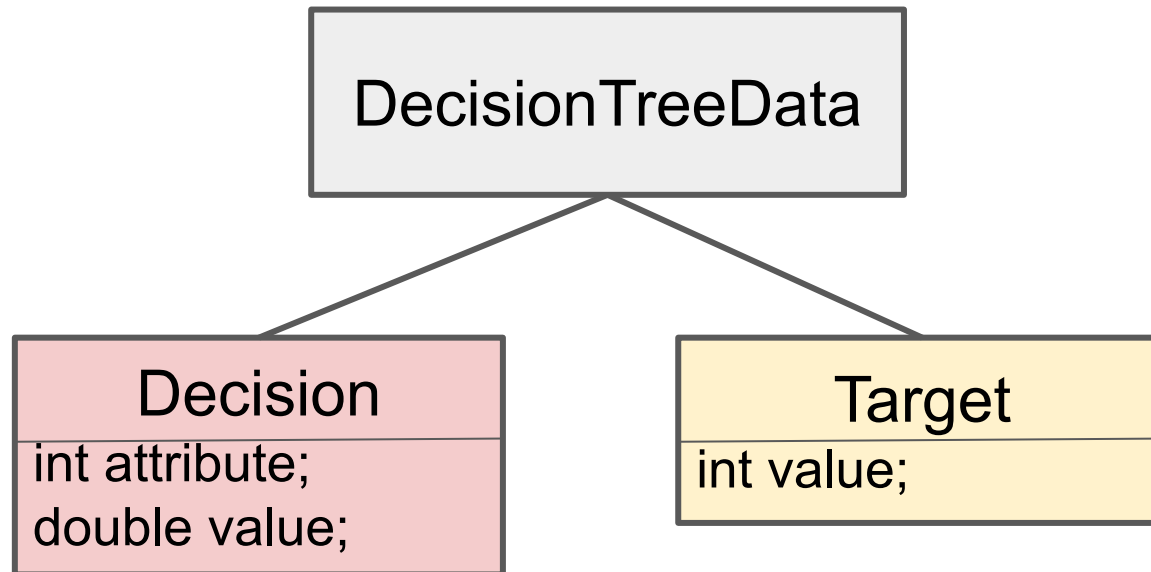 DecisionTreeData
Decision
int attribute;
double value;
Target
int value;